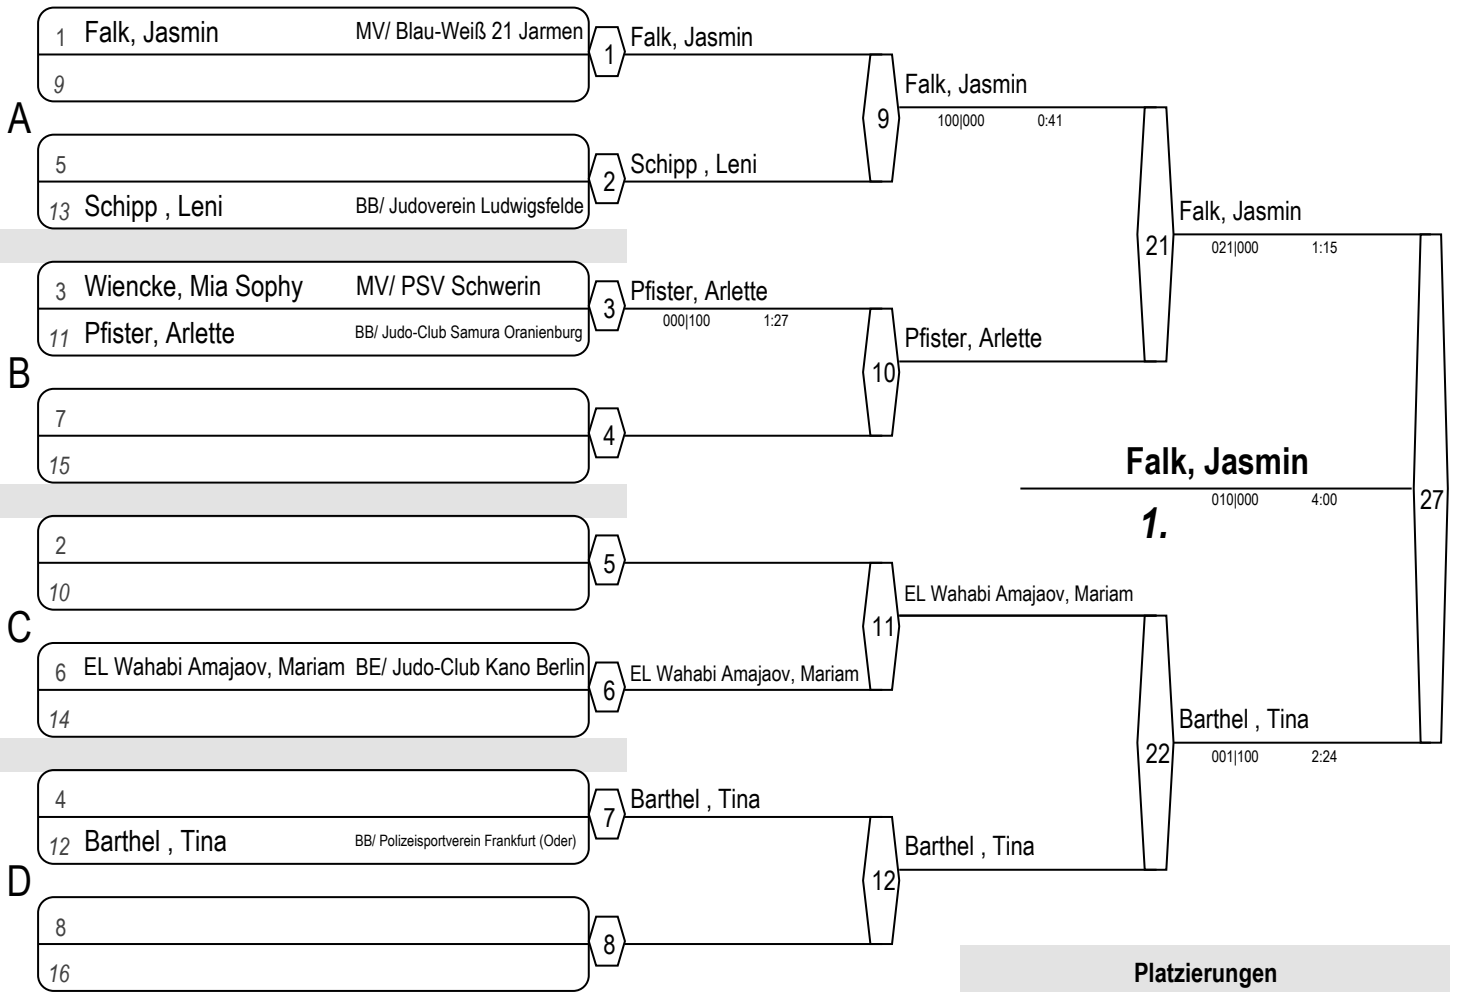 1 Falk, Jasmin MV/ Blau-Weiß 21 Jarmen
9
1
Falk, Jasmin
A
5
13 Schipp , Leni BB/ Judoverein Ludwigsfelde
2
Schipp , Leni
9
Falk, Jasmin
100|000 0:41
3 Wiencke, Mia Sophy MV/ PSV Schwerin
11 Pfister, Arlette BB/ Judo-Club Samura Oranienburg
3
Pfister, Arlette
000|100 1:27
B
7
15
4
10
Pfister, Arlette
21
Falk, Jasmin
021|000 1:15
2
10
5
C
6 EL Wahabi Amajaov, Mariam BE/ Judo-Club Kano Berlin
14
6
EL Wahabi Amajaov, Mariam
11
EL Wahabi Amajaov, Mariam
4
12 Barthel , Tina BB/ Polizeisportverein Frankfurt (Oder)
7
Barthel , Tina
D
8
16
8
12
Barthel , Tina
22
Barthel , Tina
001|100 2:24
27
Falk, Jasmin
010|000 4:00
1.
Platzierungen